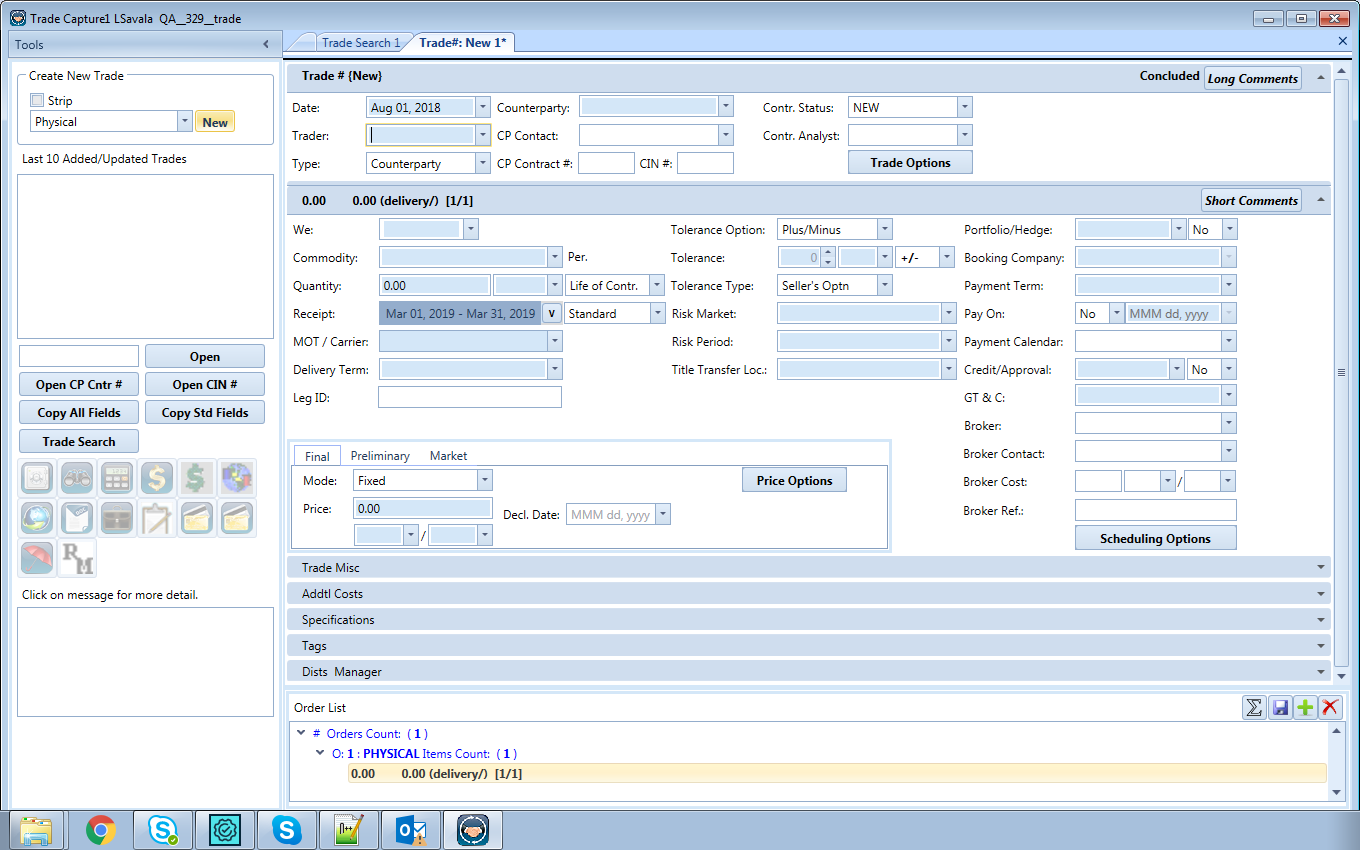 Trade Capture1 LSavala QA__329__trade
Tools
Trade Search 1
Trade#: New 1*
Create New Trade
Strip
Physical
New
Last 10 Added/Updated Trades
Open
Open CP Cntr #
Open CIN #
Copy All Fields
Copy Std Fields
Trade Search
RM
Click on message for more detail.
Trade # {New}
Concluded
Long Comments
Date: Aug 01, 2018 Counterparty: Contr. Status: NEW
Trader: CP Contact: Contr. Analyst:
Type: Counterparty CP Contract #: CIN #: Trade Options
0.00 0.00 (delivery/) [1/1]
Short Comments
We: Tolerance Option: Plus/Minus Portfolio/Hedge: No
Commodity: Per. Tolerance: 0 +/- Booking Company:
Quantity: 0.00 Life of Contr. Tolerance Type: Seller's Optn Payment Term:
Receipt: Mar 01, 2019 - Mar 31, 2019 v Standard Risk Market: Pay On: No MMM dd, yyyy
MOT / Carrier: Risk Period: Payment Calendar:
Delivery Term: Title Transfer Loc.: Credit/Approval: No
Leg ID: GT & C:
Broker:
Broker Contact:
Broker Cost: /
Broker Ref.:
Scheduling Options
Final Preliminary Market
Mode: Fixed Price Options
Price: 0.00 Decl. Date: MMM dd, yyyy
/
Trade Misc
Addtl Costs
Specifications
Tags
Dists Manager
Order List
# Orders Count: ( 1 )
O: 1 : PHYSICAL Items Count: ( 1 )
0.00 0.00 (delivery/) [1/1]